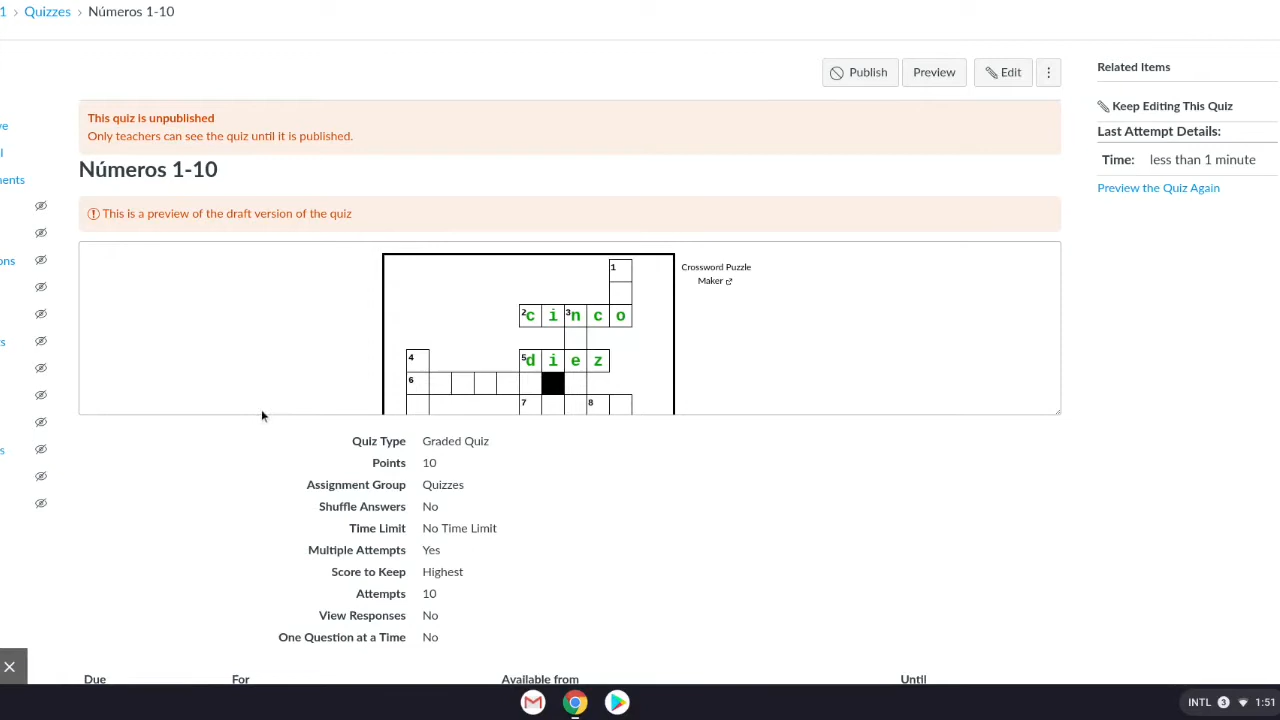 1 › Quizzes › Números 1-10
Publish Preview Edit
Related Items
Keep Editing This Quiz
Last Attempt Details:
Time: less than 1 minute
Preview the Quiz Again
This quiz is unpublished
Only teachers can see the quiz until it is published.
Números 1-10
This is a preview of the draft version of the quiz
1
Crossword Puzzle
Maker
2 c i 3 n c o
4 5 d i e z
6
7 8
Quiz Type Graded Quiz
Points 10
Assignment Group Quizzes
Shuffle Answers No
Time Limit No Time Limit
Multiple Attempts Yes
Score to Keep Highest
Attempts 10
View Responses No
One Question at a Time No
Due For Available from Until
INTL 3 1:51